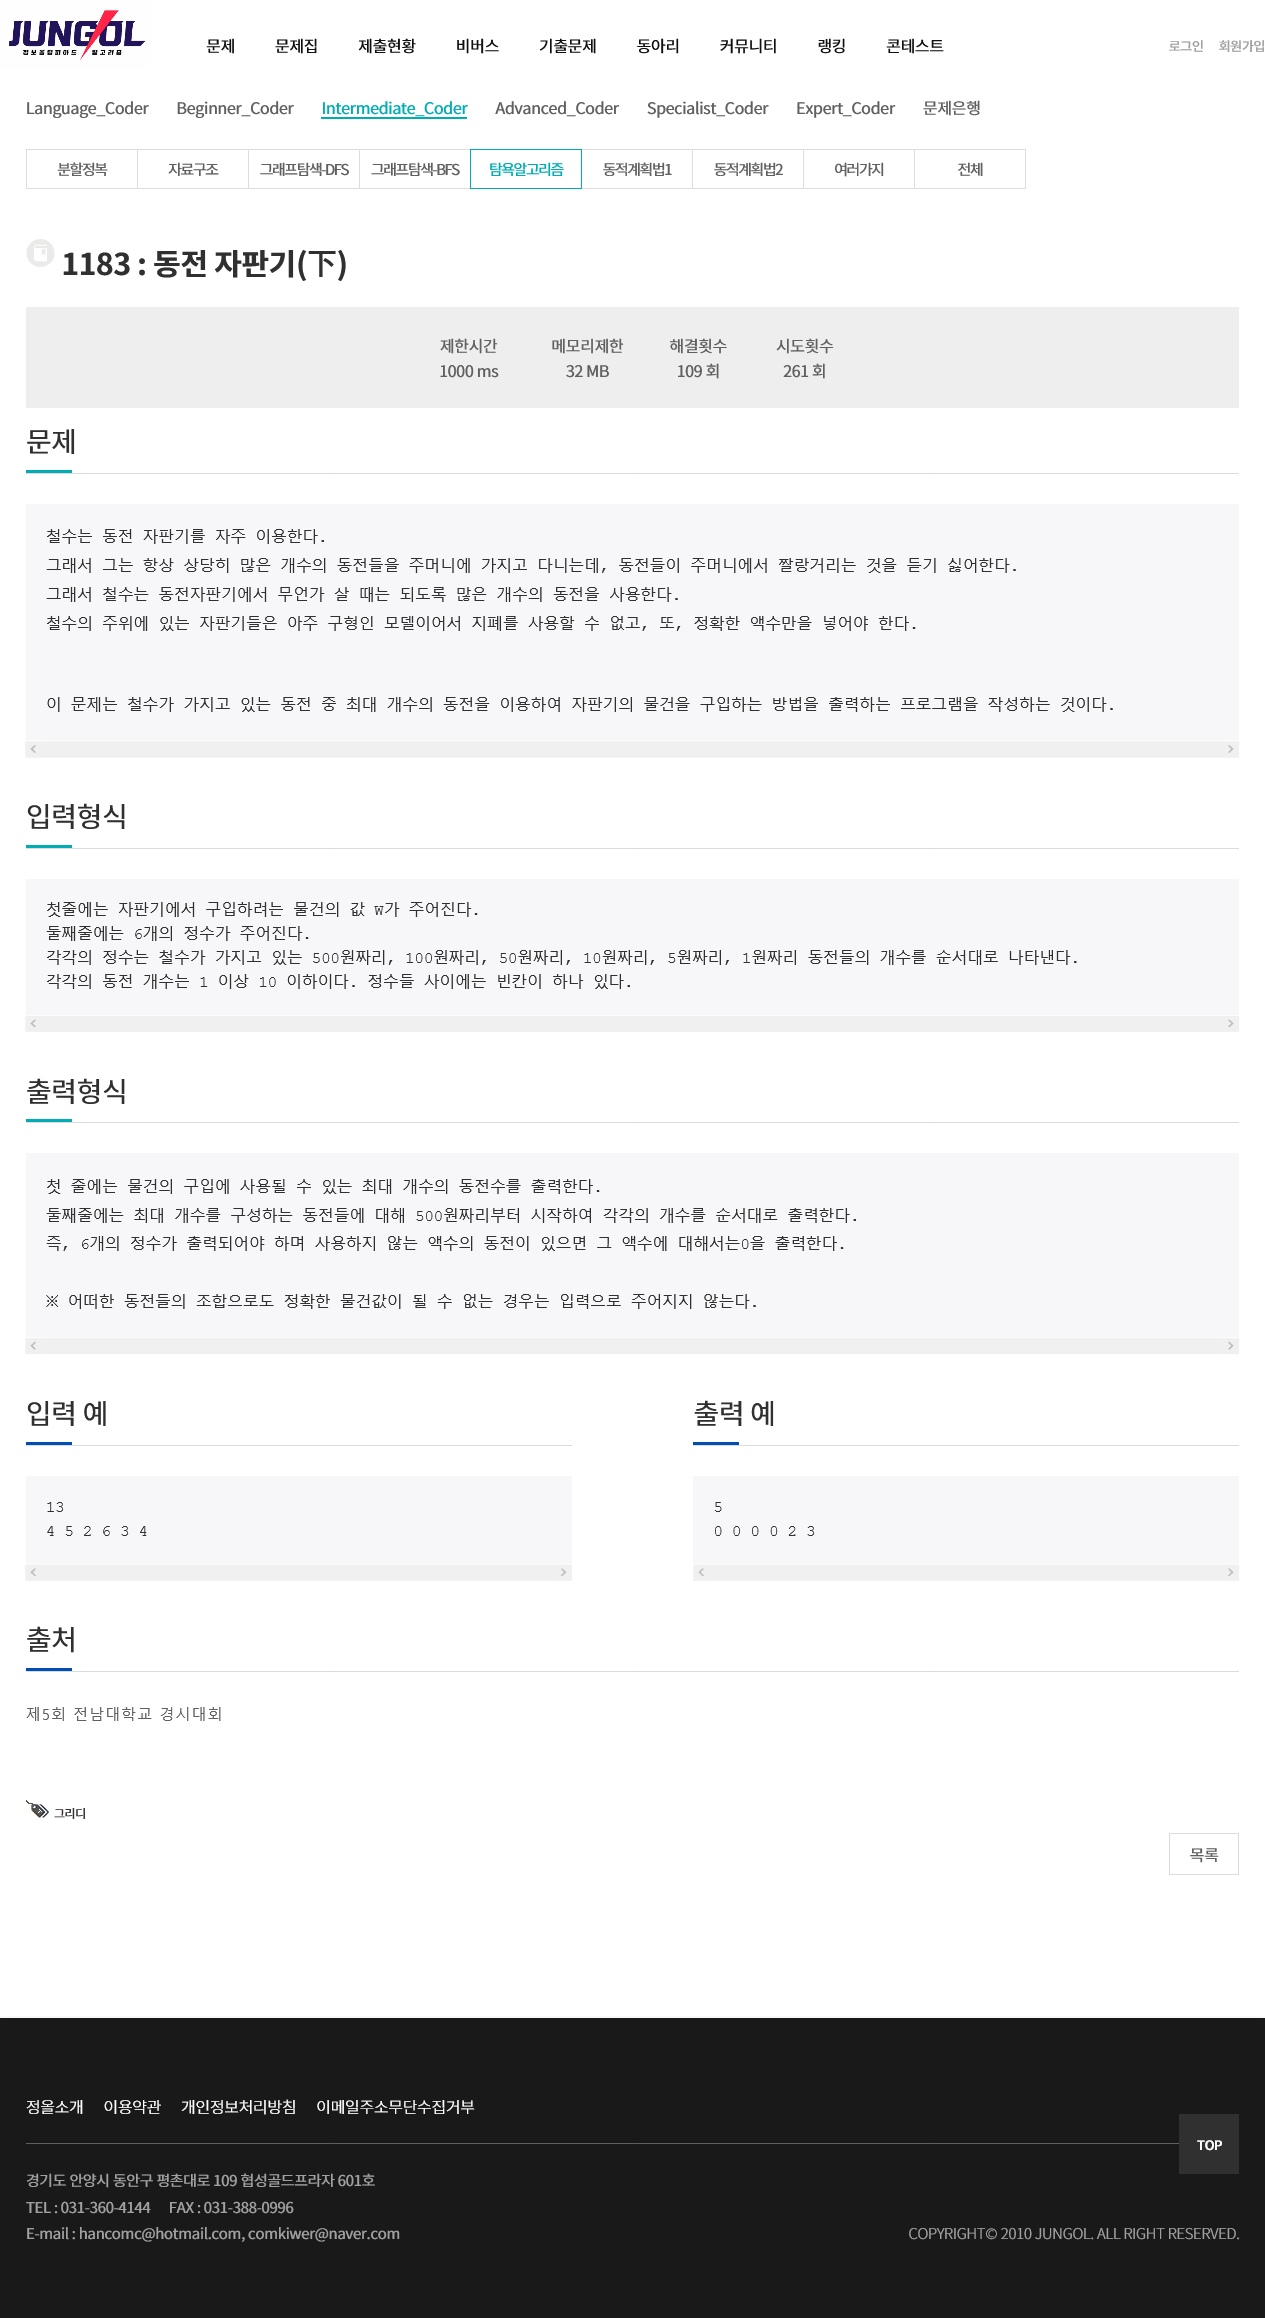 JUNGOL
정보올림피아드 알고리즘
문제 문제집 제출현황 비버스 기출문제 동아리 커뮤니티 랭킹 콘테스트
로그인 회원가입
Language_Coder Beginner_Coder Intermediate_Coder Advanced_Coder Specialist_Coder Expert_Coder 문제은행
분할정복 자료구조 그래프탐색-DFS 그래프탐색-BFS 탐욕알고리즘 동적계획법1 동적계획법2 여러가지 전체
1183 : 동전 자판기(下)
제한시간 메모리제한 해결횟수 시도횟수
1000 ms 32 MB 109 회 261 회
문제
철수는 동전 자판기를 자주 이용한다.
그래서 그는 항상 상당히 많은 개수의 동전들을 주머니에 가지고 다니는데, 동전들이 주머니에서 짤랑거리는 것을 듣기 싫어한다.
그래서 철수는 동전자판기에서 무언가 살 때는 되도록 많은 개수의 동전을 사용한다.
철수의 주위에 있는 자판기들은 아주 구형인 모델이어서 지폐를 사용할 수 없고, 또, 정확한 액수만을 넣어야 한다.
이 문제는 철수가 가지고 있는 동전 중 최대 개수의 동전을 이용하여 자판기의 물건을 구입하는 방법을 출력하는 프로그램을 작성하는 것이다.
입력형식
첫줄에는 자판기에서 구입하려는 물건의 값 W가 주어진다.
둘째줄에는 6개의 정수가 주어진다.
각각의 정수는 철수가 가지고 있는 500원짜리, 100원짜리, 50원짜리, 10원짜리, 5원짜리, 1원짜리 동전들의 개수를 순서대로 나타낸다.
각각의 동전 개수는 1 이상 10 이하이다. 정수들 사이에는 빈칸이 하나 있다.
출력형식
첫 줄에는 물건의 구입에 사용될 수 있는 최대 개수의 동전수를 출력한다.
둘째줄에는 최대 개수를 구성하는 동전들에 대해 500원짜리부터 시작하여 각각의 개수를 순서대로 출력한다.
즉, 6개의 정수가 출력되어야 하며 사용하지 않는 액수의 동전이 있으면 그 액수에 대해서는0을 출력한다.
※ 어떠한 동전들의 조합으로도 정확한 물건값이 될 수 없는 경우는 입력으로 주어지지 않는다.
입력 예
13
4 5 2 6 3 4
출력 예
5
0 0 0 0 2 3
출처
제5회 전남대학교 경시대회
그리디
목록
정올소개 이용약관 개인정보처리방침 이메일주소무단수집거부
TOP
경기도 안양시 동안구 평촌대로 109 협성골드프라자 601호
TEL : 031-360-4144 FAX : 031-388-0996
E-mail : hancomc@hotmail.com, comkiwer@naver.com
COPYRIGHT© 2010 JUNGOL. ALL RIGHT RESERVED.